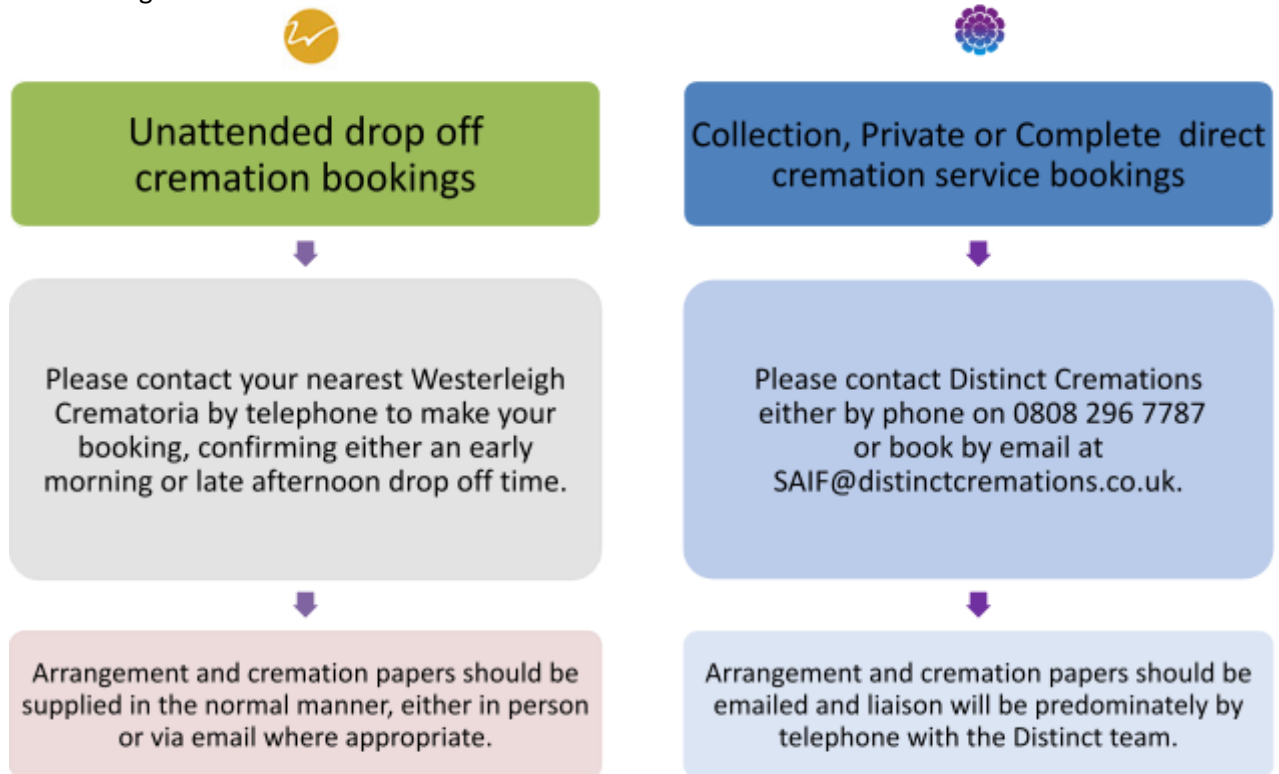 Unattended drop off
cremation bookings
Please contact your nearest Westerleigh
Crematoria by telephone to make your
booking, confirming either an early
morning or late afternoon drop off time.
Arrangement and cremation papers should be
supplied in the normal manner, either in person
or via email where appropriate.
Collection, Private or Complete direct
cremation service bookings
Please contact Distinct Cremations
either by phone on 0808 296 7787
or book by email at
SAIF@distinctcremations.co.uk.
Arrangement and cremation papers should be
emailed and liaison will be predominately by
telephone with the Distinct team.